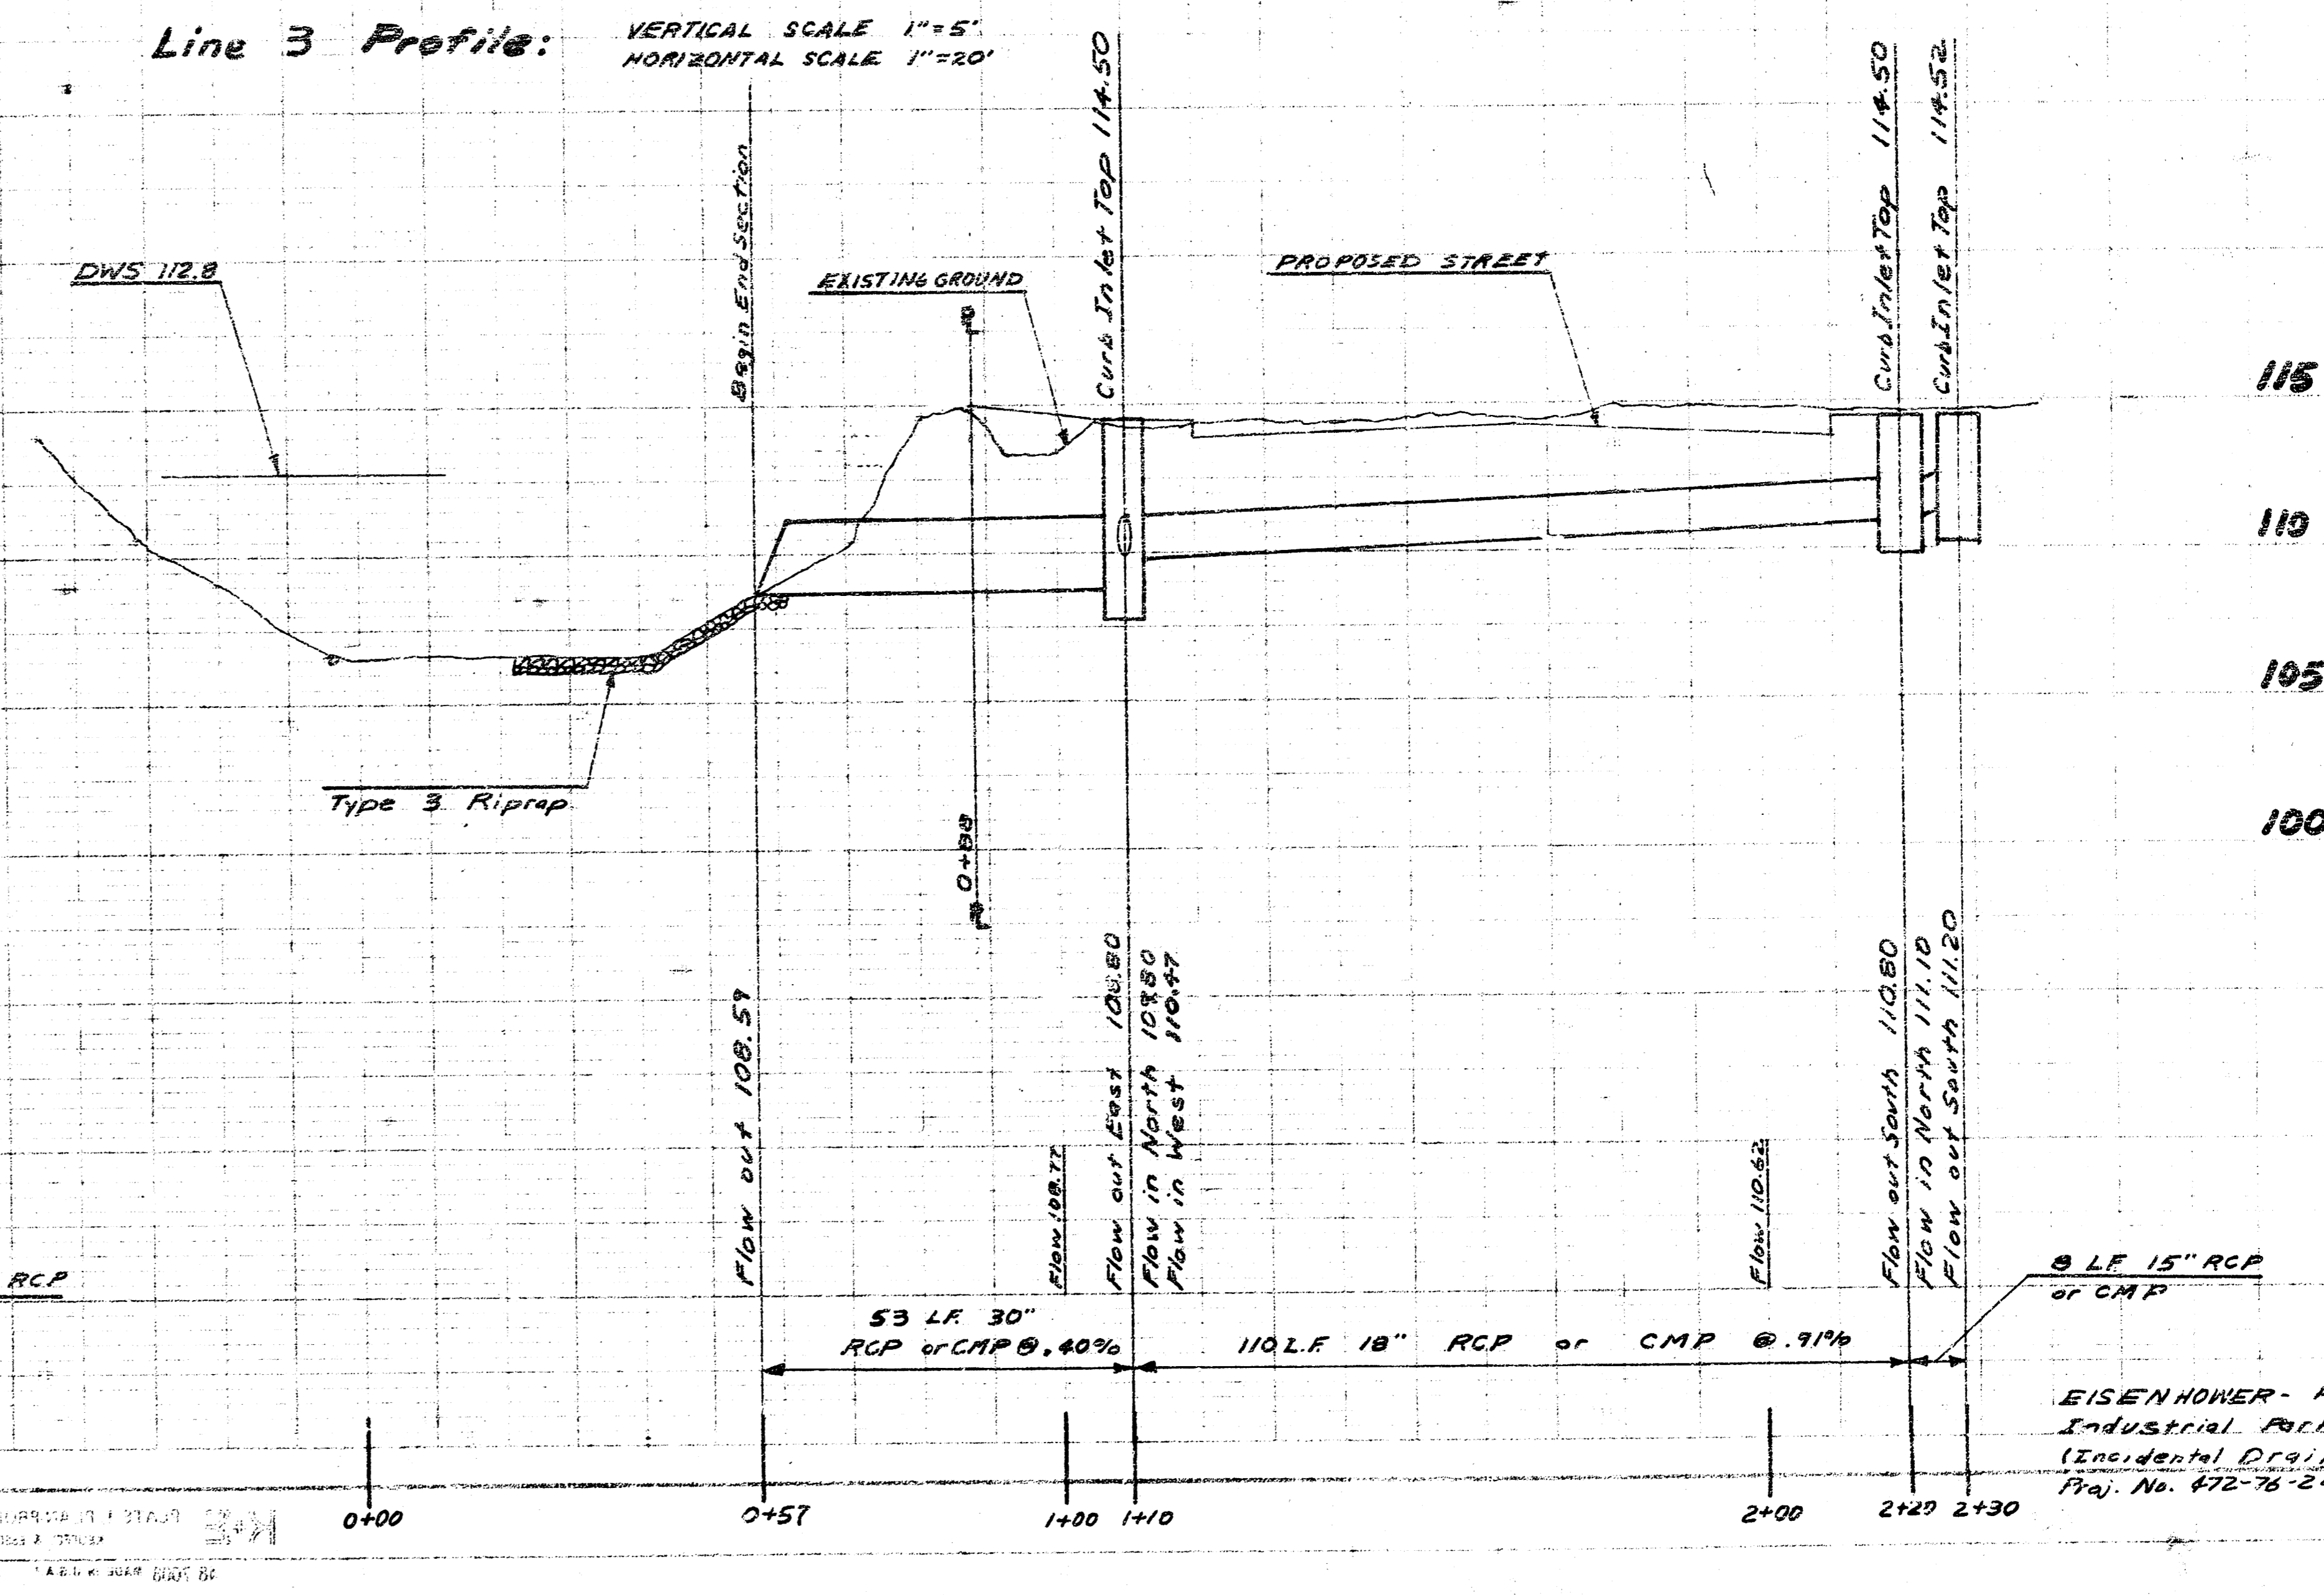 Line 3 Profile:
VERTICAL SCALE 1"=5'
HORIZONTAL SCALE 1"=20'
DWS 112.8
Begin End Section
EXISTING GROUND
Curb Inlet Top 114.50
PROPOSED STREET
Curb Inlet Top 114.50
Curb Inlet Top 114.52
115
110
105
100
Type 3 Riprap
0+88
Flow out 108.59
Flow 108.77
Flow out East 108.80
Flow in North 109.80
Flow in West 110.47
Flow 110.62
Flow out South 110.80
Flow in North 111.10
Flow out South 111.20
RCP
53 LF. 30"
RCP or CMP @ .40%
110 L.F. 18" RCP or CMP @ .91%
8 LF 15" RCP
or CMP
EISENHOWER-
Industrial Park
(Incidental Drai
Proj. No. 472-76-2
0+00
0+57
1+00
1+10
2+00
2+20
2+30
K+E
MADE IN U.S.A.